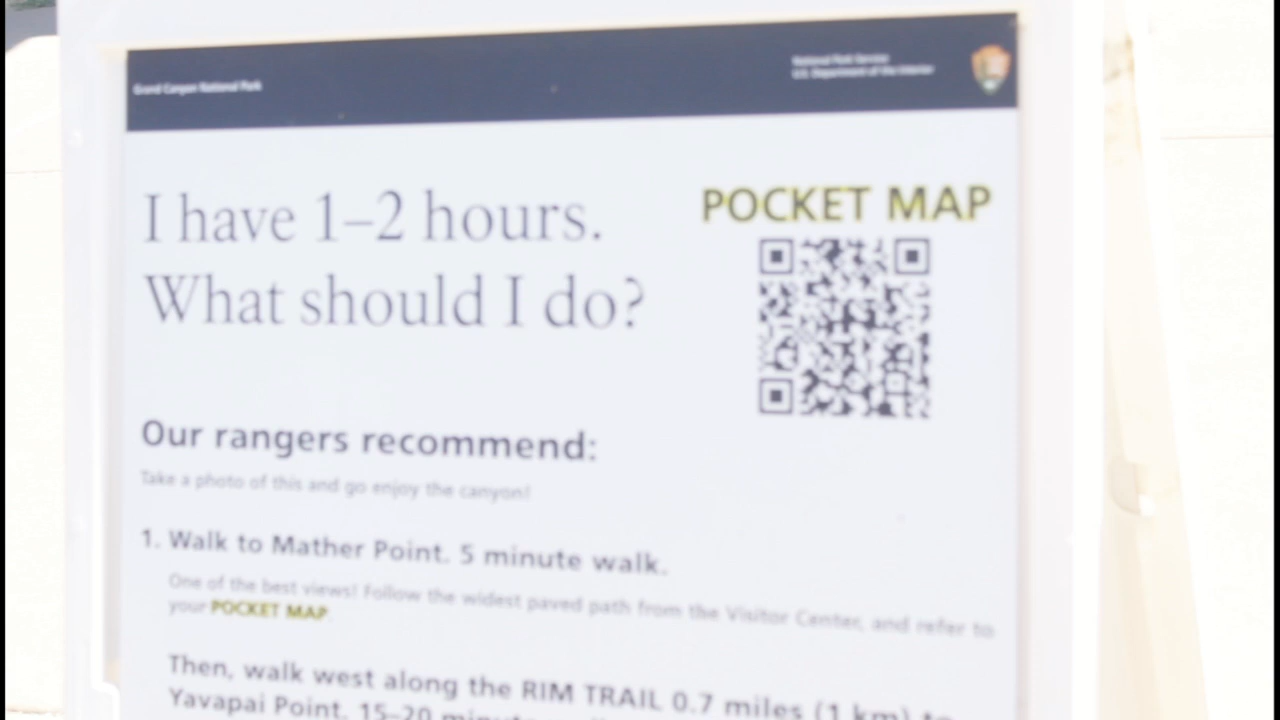 Grand Canyon National Park
National Park Service
U.S. Department of the Interior
I have 1–2 hours.
What should I do?
POCKET MAP
Our rangers recommend:
Take a photo of this and go enjoy the canyon!
1. Walk to Mather Point. 5 minute walk.
One of the best views! Follow the widest paved path from the Visitor Center, and refer to
your POCKET MAP.
Then, walk west along the RIM TRAIL 0.7 miles (1 km) to
Yavapai Point. 15–20 minute